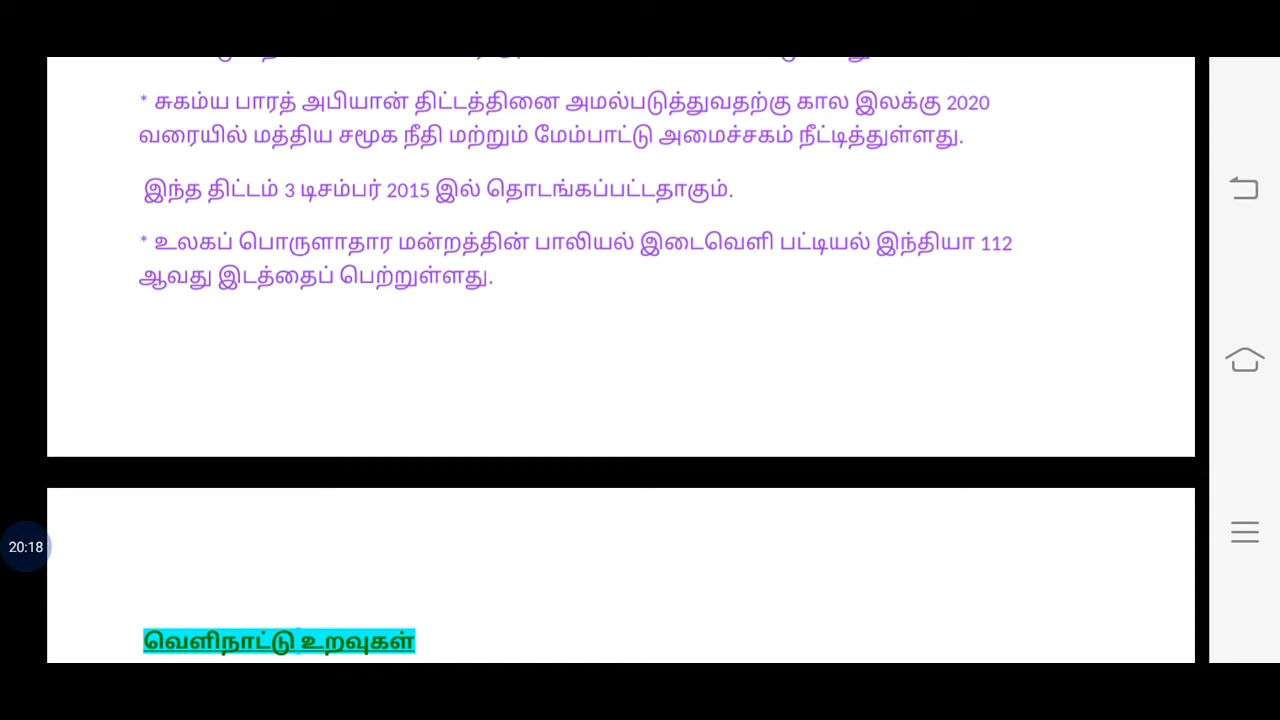 * சுகம்ய பாரத் அபியான் திட்டத்தினை அமல்படுத்துவதற்கு கால இலக்கு 2020
வரையில் மத்திய சமூக நீதி மற்றும் மேம்பாட்டு அமைச்சகம் நீட்டித்துள்ளது.
இந்த திட்டம் 3 டிசம்பர் 2015 இல் தொடங்கப்பட்டதாகும்.
* உலகப் பொருளாதார மன்றத்தின் பாலியல் இடைவெளி பட்டியல் இந்தியா 112
ஆவது இடத்தைப் பெற்றுள்ளது.
20:18
வெளிநாட்டு உறவுகள்